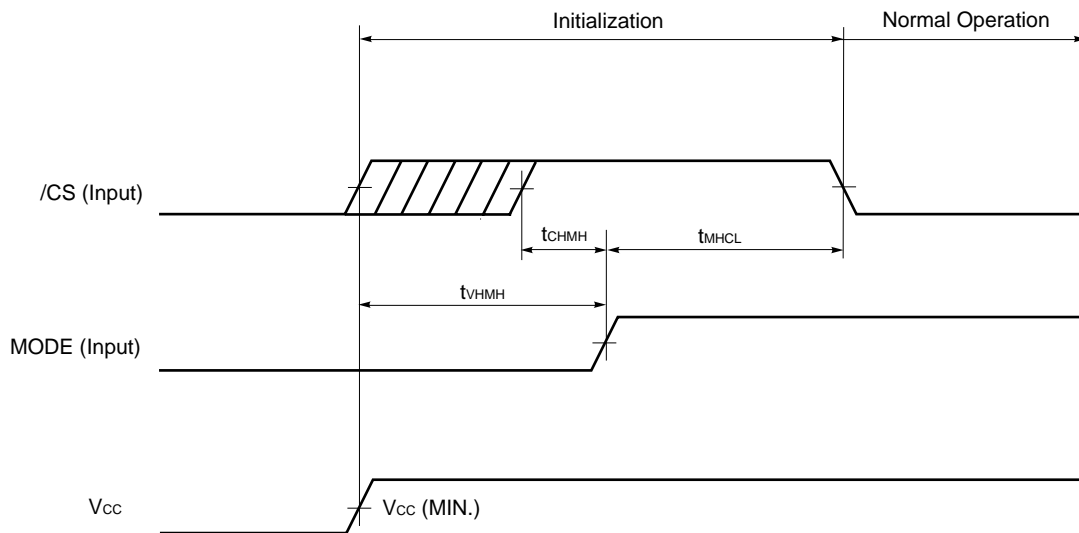 Initialization
Normal Operation
/CS (Input)
tCHMH
tMHCL
tVHMH
MODE (Input)
VCC
VCC (MIN.)